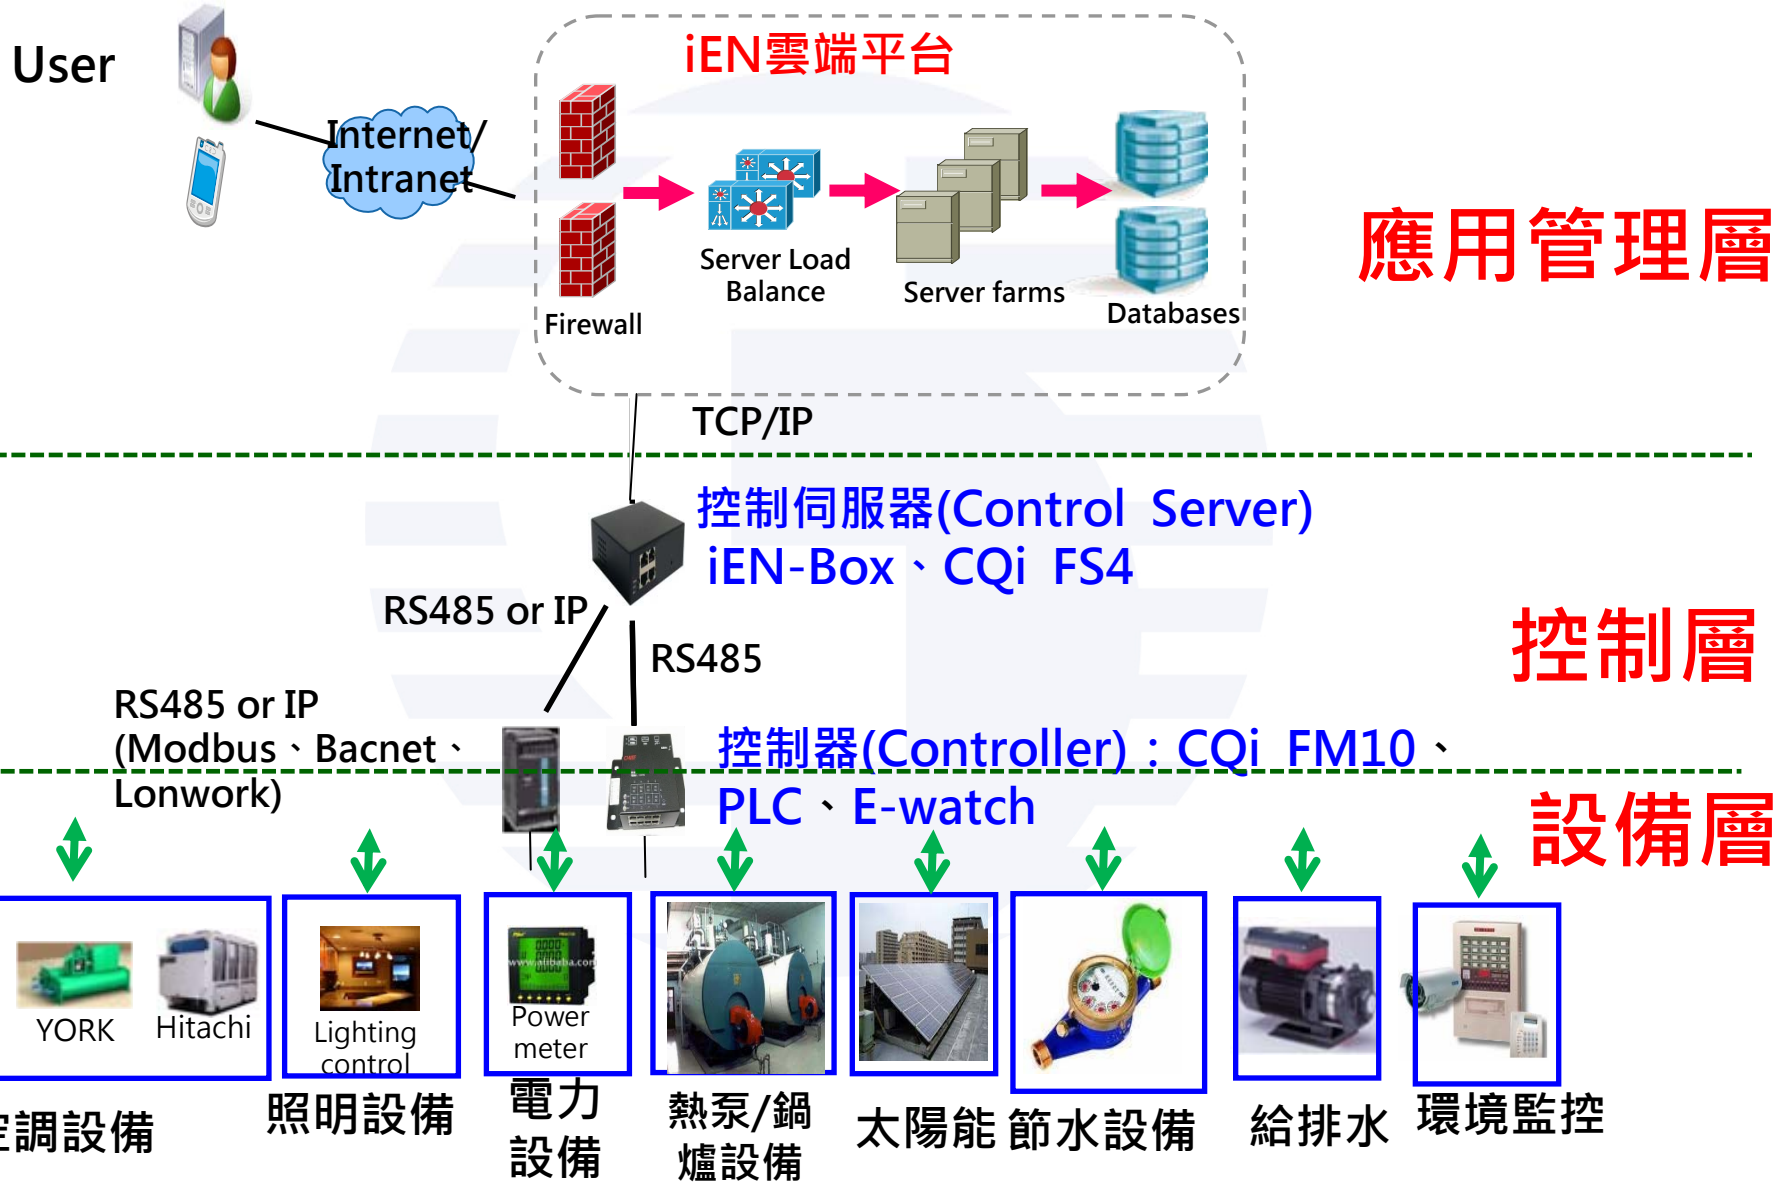 User
iEN雲端平台
Internet/
Intranet
Server Load
Balance
Server farms
Firewall
Databases
應用管理層
TCP/IP
控制伺服器(Control Server)
iEN-Box、CQi FS4
RS485 or IP
RS485
控制層
RS485 or IP
(Modbus、Bacnet、
Lonwork)
控制器(Controller)：CQi FM10、
PLC、E-watch
設備層
YORK
Hitachi
Lighting
control
www.alibaba.com
Power
meter
調設備
照明設備
電力
設備
熱泵/鍋
爐設備
太陽能
節水設備
給排水
環境監控